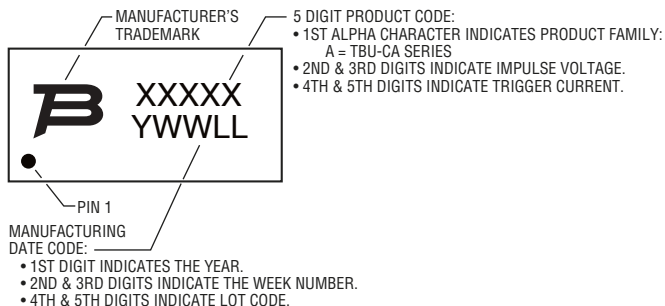 MANUFACTURER'S
TRADEMARK
5 DIGIT PRODUCT CODE:
• 1ST ALPHA CHARACTER INDICATES PRODUCT FAMILY:
A = TBU-CA SERIES
• 2ND & 3RD DIGITS INDICATE IMPULSE VOLTAGE.
• 4TH & 5TH DIGITS INDICATE TRIGGER CURRENT.
XXXXX
YWWLL
PIN 1
MANUFACTURING
DATE CODE:
• 1ST DIGIT INDICATES THE YEAR.
• 2ND & 3RD DIGITS INDICATE THE WEEK NUMBER.
• 4TH & 5TH DIGITS INDICATE LOT CODE.